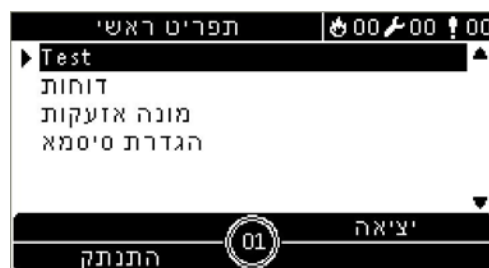 תפריט ראשי 00 00 00
Test
דוחות
מונה אזעקות
הגדרת סיסמא
יציאה
01
התנתק